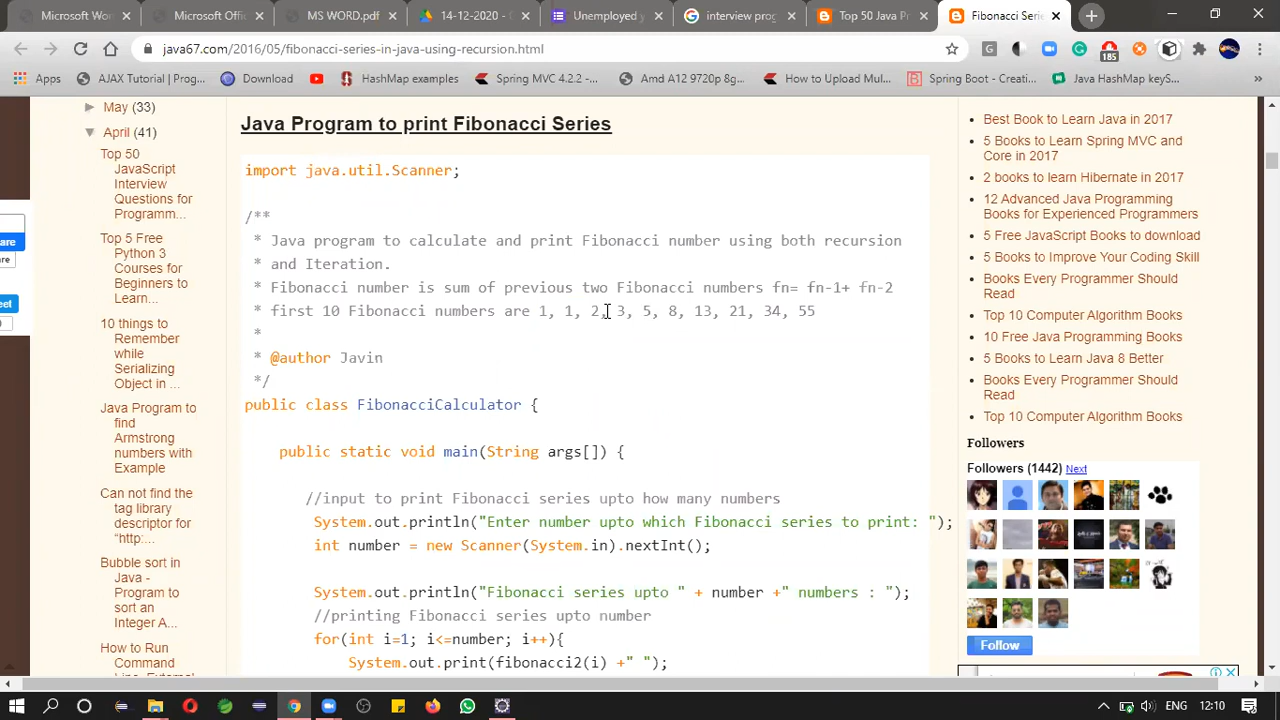 Microsoft Wor
Microsoft Offi
MS WORD.pdf
14-12-2020 -
Unemployed y
interview prog
Top 50 Java Pr
Fibonacci Serie
java67.com/2016/05/fibonacci-series-in-java-using-recursion.html
185
Apps
AJAX Tutorial | Prog...
Download
HashMap examples
Spring MVC 4.2.2 -...
Amd A12 9720p
How to Upload Mul...
Spring Boot - Creati...
Java HashMap keyS...
»
May (33)
April (41)
Top 50
JavaScript
Interview
Questions for
Programm...
Top 5 Free
Python 3
Courses for
Beginners to
Learn...
10 things to
Remember
while
Serializing
Object in ...
Java Program to
find
Armstrong
numbers with
Example
Can not find the
tag library
descriptor for
“http:...
Bubble sort in
Java -
Program to
sort an
Integer A...
How to Run
Command
are
are
eet
Java Program to print Fibonacci Series
import java.util.Scanner;
/**
* Java program to calculate and print Fibonacci number using both recursion
* and Iteration.
* Fibonacci number is sum of previous two Fibonacci numbers fn= fn-1+ fn-2
* first 10 Fibonacci numbers are 1, 1, 2, 3, 5, 8, 13, 21, 34, 55
*
* @author Javin
*/
public class FibonacciCalculator {
public static void main(String args[]) {
//input to print Fibonacci series upto how many numbers
System.out.println("Enter number upto which Fibonacci series to print: ");
int number = new Scanner(System.in).nextInt();
System.out.println("Fibonacci series upto " + number +" numbers : ");
//printing Fibonacci series upto number
for(int i=1; i<=number; i++){
System.out.print(fibonacci2(i) +" ");
Best Book to Learn Java in 2017
5 Books to Learn Spring MVC and
Core in 2017
2 books to learn Hibernate in 2017
12 Advanced Java Programming
Books for Experienced Programmers
5 Free JavaScript Books to download
5 Books to Improve Your Coding Skill
Books Every Programmer Should
Read
Top 10 Computer Algorithm Books
10 Free Java Programming Books
5 Books to Learn Java 8 Better
Books Every Programmer Should
Read
Top 10 Computer Algorithm Books
Followers
Followers (1442) Next
Follow
ENG
12:10